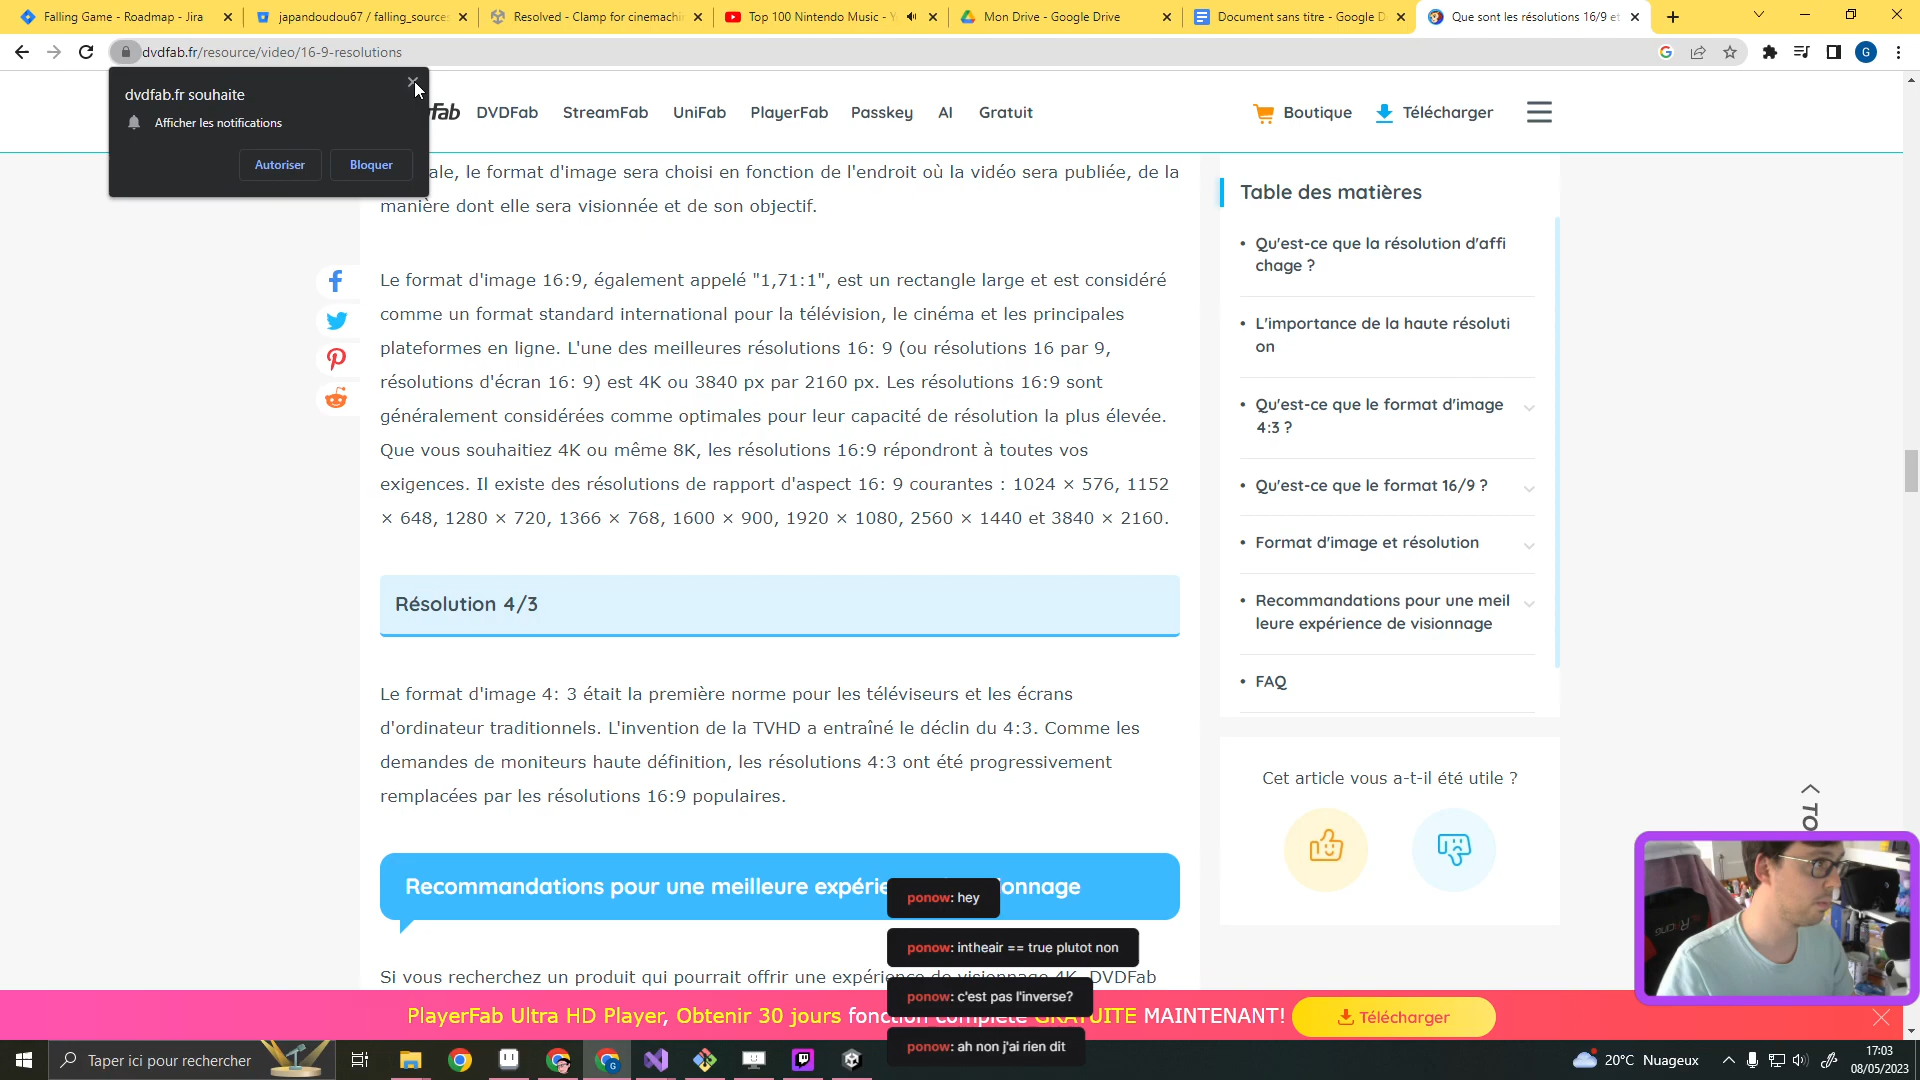 Falling Game - Roadmap - Jira
japandoudou67 / falling_sources
Resolved - Clamp for cinemachin
Top 100 Nintendo Music - Y
Mon Drive - Google Drive
Document sans titre - Google D
Que sont les résolutions 16/9 et
dvdfab.fr/resource/video/16-9-resolutions
G
dvdfab.fr souhaite
Afficher les notifications
Autoriser
Bloquer
Fab
DVDFab
StreamFab
UniFab
PlayerFab
Passkey
AI
Gratuit
Boutique
Télécharger
ale, le format d'image sera choisi en fonction de l'endroit où la vidéo sera publiée, de la
manière dont elle sera visionnée et de son objectif.
Le format d'image 16:9, également appelé "1,71:1", est un rectangle large et est considéré
comme un format standard international pour la télévision, le cinéma et les principales
plateformes en ligne. L'une des meilleures résolutions 16: 9 (ou résolutions 16 par 9,
résolutions d'écran 16: 9) est 4K ou 3840 px par 2160 px. Les résolutions 16:9 sont
généralement considérées comme optimales pour leur capacité de résolution la plus élevée.
Que vous souhaitiez 4K ou même 8K, les résolutions 16:9 répondront à toutes vos
exigences. Il existe des résolutions de rapport d'aspect 16: 9 courantes : 1024 × 576, 1152
× 648, 1280 × 720, 1366 × 768, 1600 × 900, 1920 × 1080, 2560 × 1440 et 3840 × 2160.
Résolution 4/3
Le format d'image 4: 3 était la première norme pour les téléviseurs et les écrans
d'ordinateur traditionnels. L'invention de la TVHD a entraîné le déclin du 4:3. Comme les
demandes de moniteurs haute définition, les résolutions 4:3 ont été progressivement
remplacées par les résolutions 16:9 populaires.
Recommandations pour une meilleure expérie onnage
Si vous recherchez un produit qui pourrait offrir une expérience de visionnage 4K, DVDFab
Table des matières
• Qu'est-ce que la résolution d'affi
chage ?
• L'importance de la haute résoluti
on
• Qu'est-ce que le format d'image
4:3 ?
• Qu'est-ce que le format 16/9 ?
• Format d'image et résolution
• Recommandations pour une meil
leure expérience de visionnage
• FAQ
Cet article vous a-t-il été utile ?
TO
ponow: hey
ponow: intheair == true plutot non
ponow: c'est pas l'inverse?
ponow: ah non j'ai rien dit
PlayerFab Ultra HD Player, Obtenir 30 jours fonction complète GRATUITE MAINTENANT!
Télécharger
Taper ici pour rechercher
G
20°C Nuageux
17:03
08/05/2023